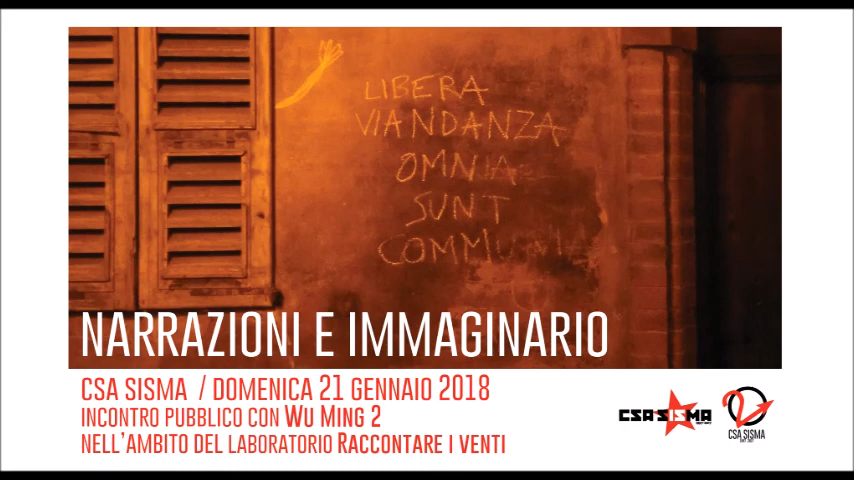 LIBERA
VIANDANZA
OMNIA
SUNT
COMMUNIA
NARRAZIONI E IMMAGINARIO
CSA SISMA / DOMENICA 21 GENNAIO 2018
INCONTRO PUBBLICO CON WU MING 2
NELL'AMBITO DEL LABORATORIO RACCONTARE I VENTI
CSA SISMA
CSA SISMA